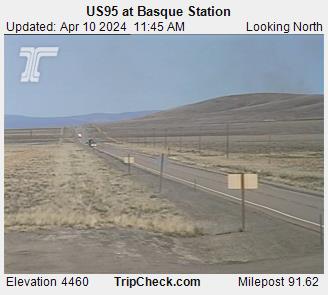 US95 at Basque Station
Updated: Apr 10 2024 11:45 AM Looking North
Elevation 4460 TripCheck.com Milepost 91.62